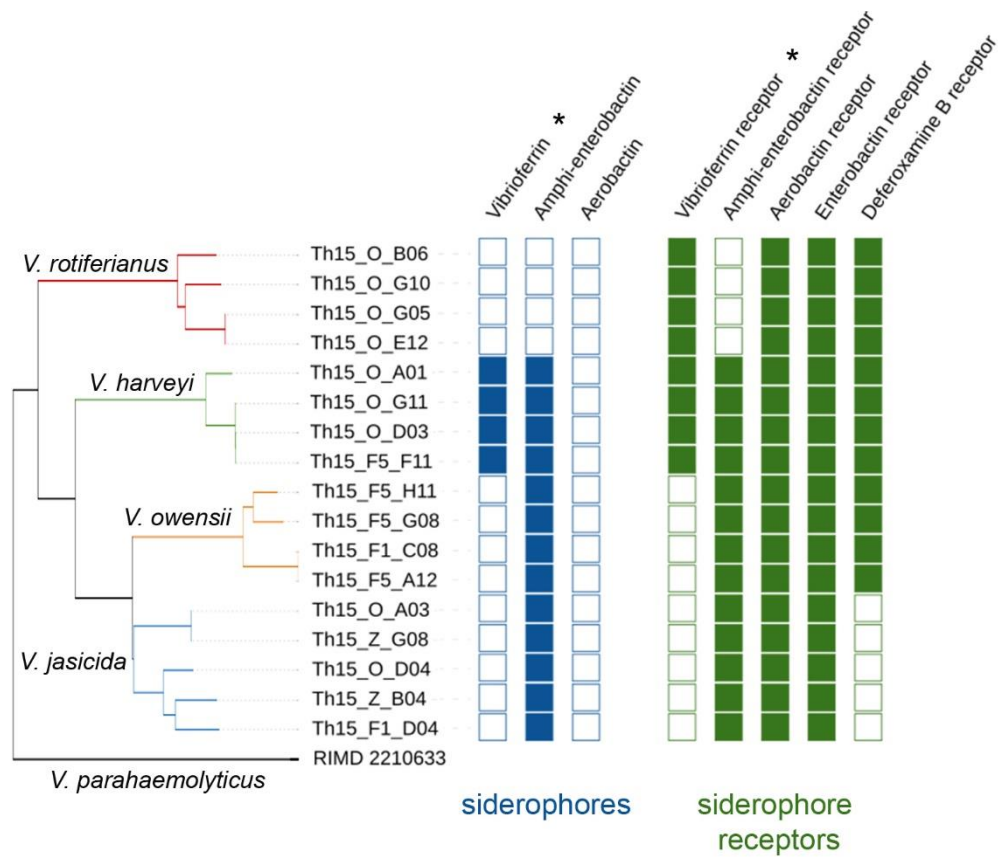 Vibrioferrin *
Amphi-enterobactin
Aerobactin
Vibrioferrin receptor *
Amphi-enterobactin receptor
Aerobactin receptor
Enterobactin receptor
Deferoxamine B receptor
V. rotiferianus
Th15_O_B06
Th15_O_G10
Th15_O_G05
Th15_O_E12
V. harveyi
Th15_O_A01
Th15_O_G11
Th15_O_D03
Th15_F5_F11
V. owensii
Th15_F5_H11
Th15_F5_G08
Th15_F1_C08
Th15_F5_A12
V. jasicida
Th15_O_A03
Th15_Z_G08
Th15_O_D04
Th15_Z_B04
Th15_F1_D04
RIMD 2210633
V. parahaemolyticus
siderophores
siderophore
receptors